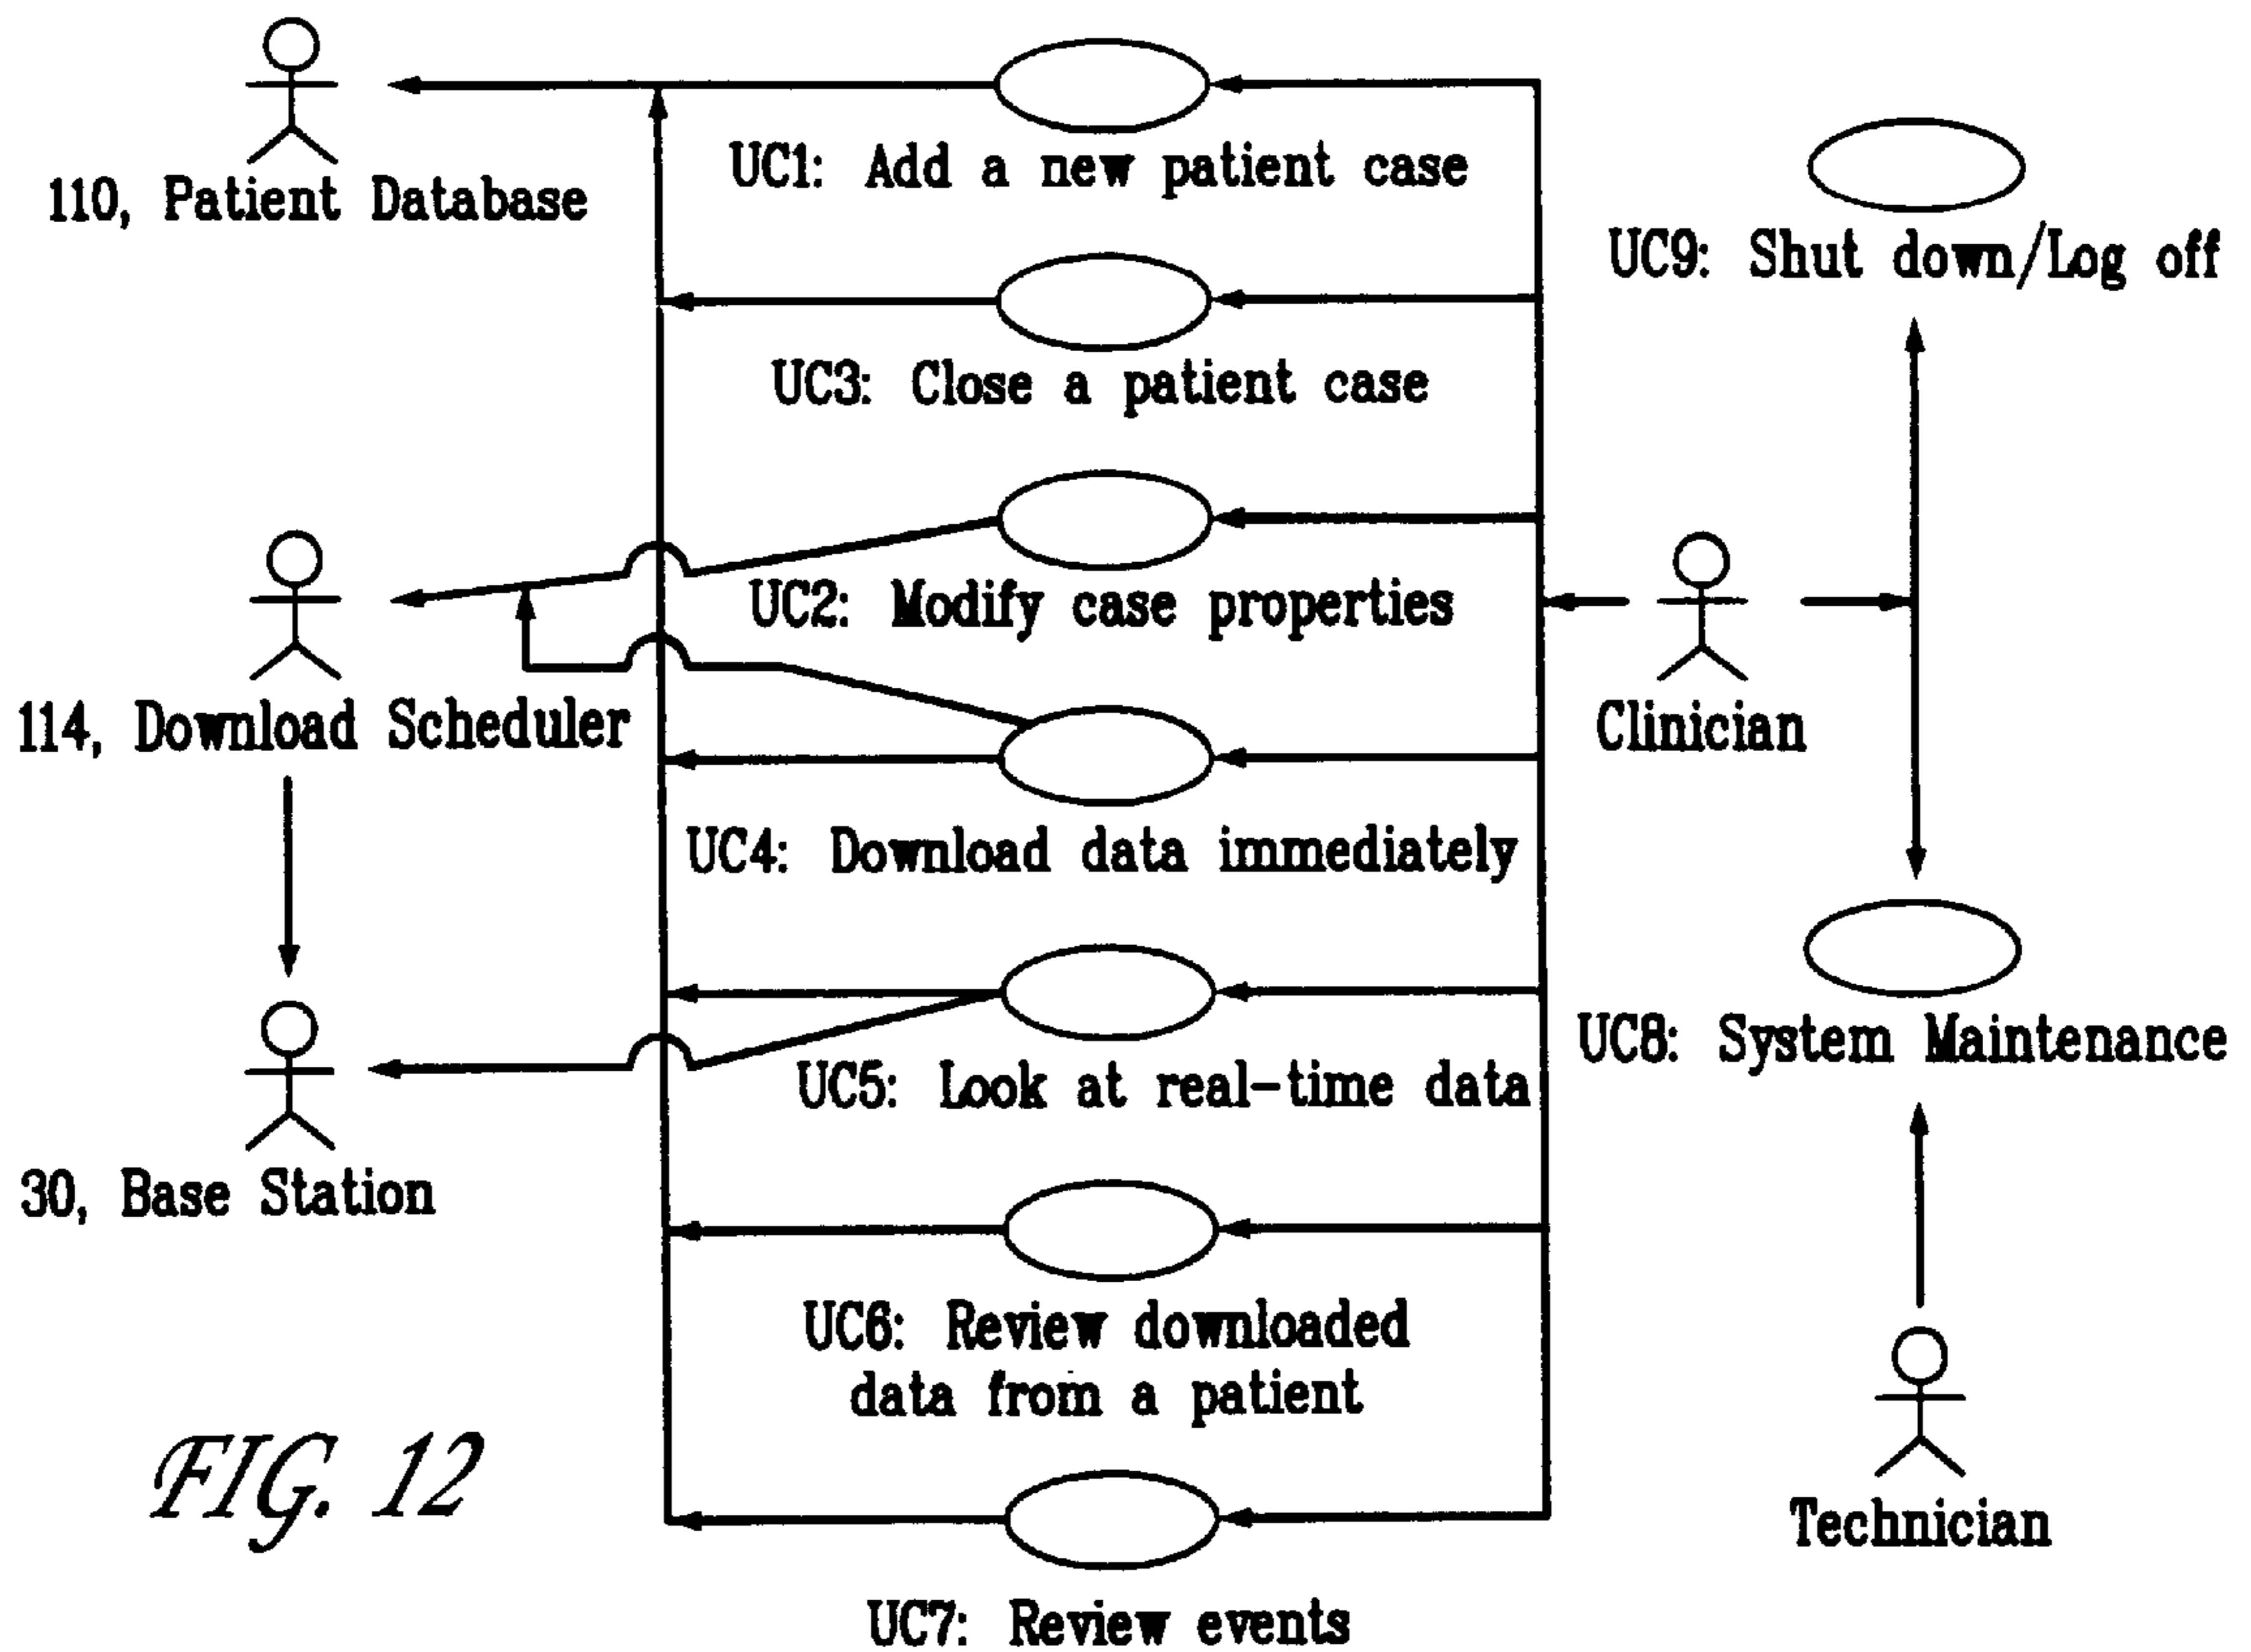 110, Patient Database
UC1: Add a new patient case
UC9: Shut down/Log off
UC3: Close a patient case
UC2: Modify case properties
114, Download Scheduler
Clinician
UC4: Download data immediately
UC8: System Maintenance
UC5: Look at real-time data
30, Base Station
UC6: Review downloaded
data from a patient
Technician
UC7: Review events
FIG. 12